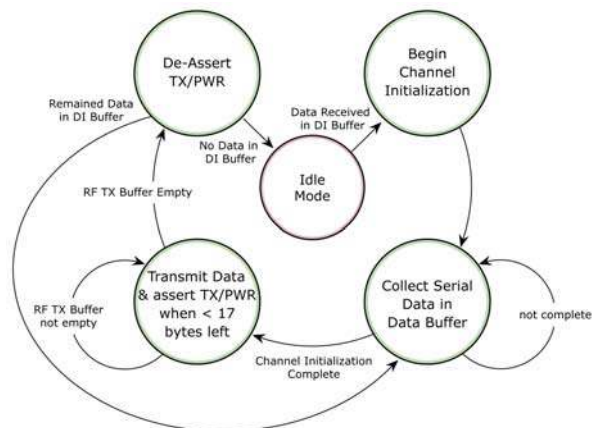 De-Assert
TX/PWR
Begin
Channel
Initialization
Remained Data
in DI Buffer
Data Received
in DI Buffer
No Data in
DI Buffer
Idle
Mode
RF TX Buffer Empty
Transmit Data
& assert TX/PWR
when < 17
bytes left
Collect Serial
Data in
Data Buffer
RF TX Buffer
not empty
not complete
Channel Initialization
Complete